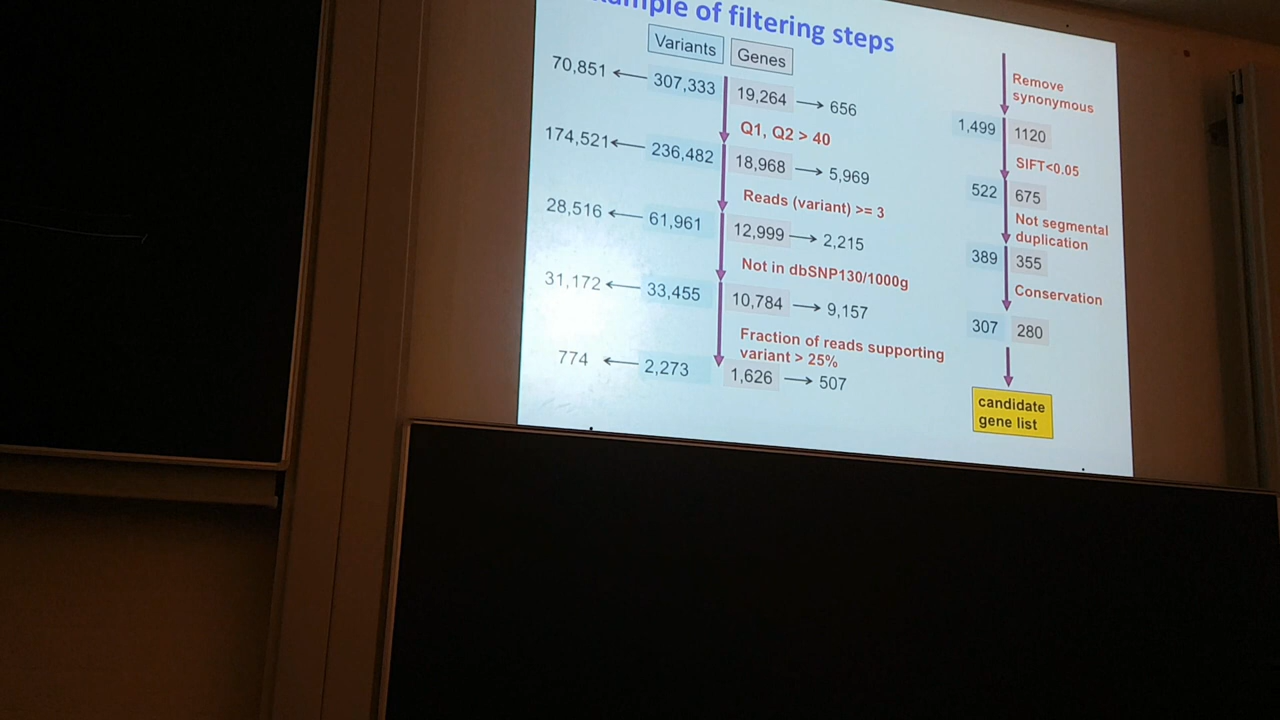 of filtering steps
Variants Genes
70,851 307,333 19,264 656
Q1, Q2 > 40
174,521 236,482 18,968 5,969
Reads (variant) >= 3
28,516 61,961 12,999 2,215
Not in dbSNP130/1000g
31,172 33,455 10,784 9,157
Fraction of reads supporting
variant > 25%
774 2,273 1,626 507
Remove
synonymous
1,499 1120
SIFT<0.05
522 675
Not segmental
duplication
389 355
Conservation
307 280
candidate
gene list